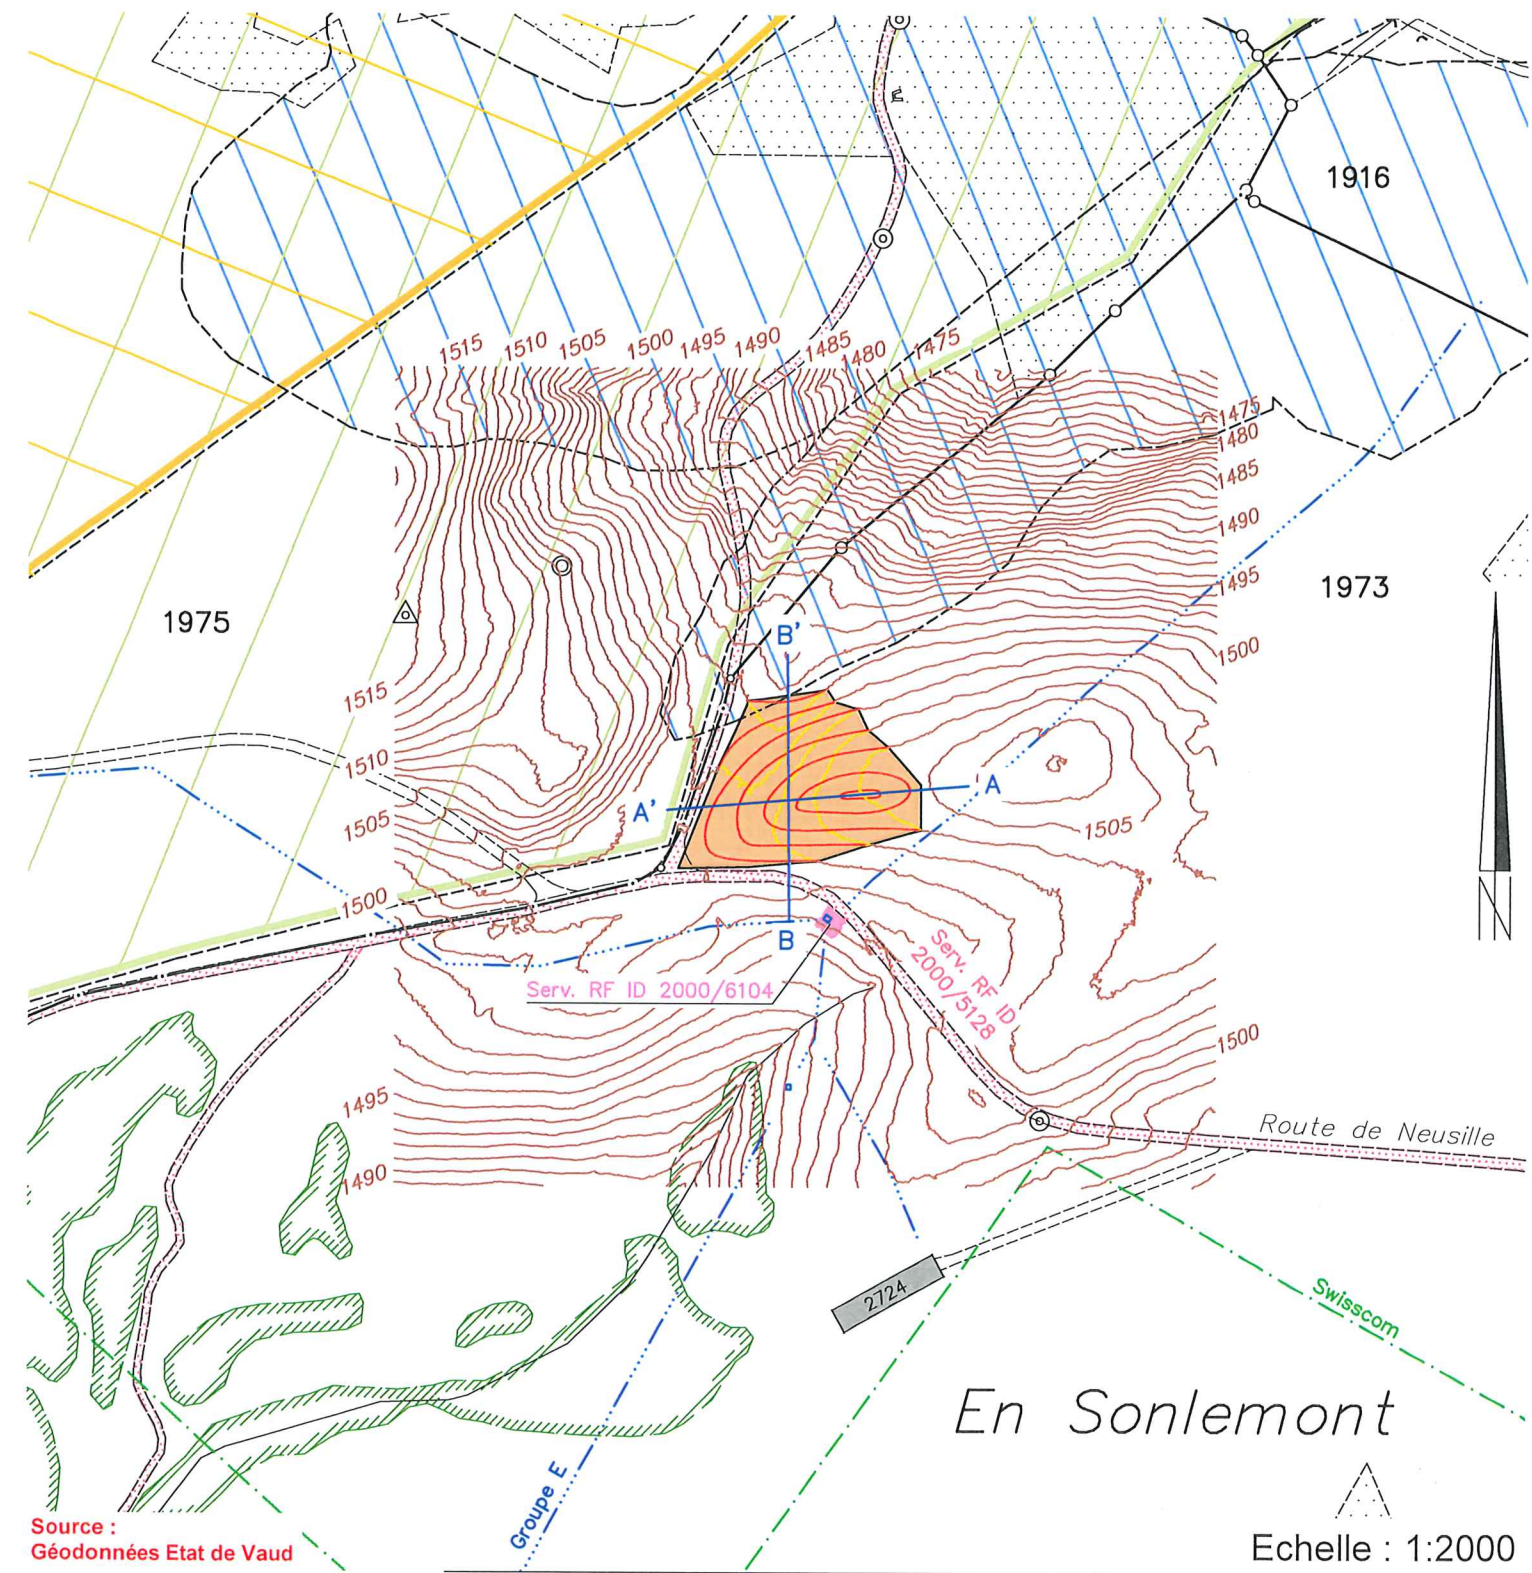 1916
1515
1510
1505
1500
1495
1490
1485
1480
1475
1475
1480
1485
1490
1495
1500
1973
1975
B'
1515
1510
1505
1500
A'
A
1505
B
Serv. RF ID 2000/6104
Serv. RF ID
2000/5128
1500
1495
1490
Route de Neusille
2724
Swisscom
En Sonlemont
Groupe E
N
Source :
Géodonnées Etat de Vaud
Echelle : 1:2000